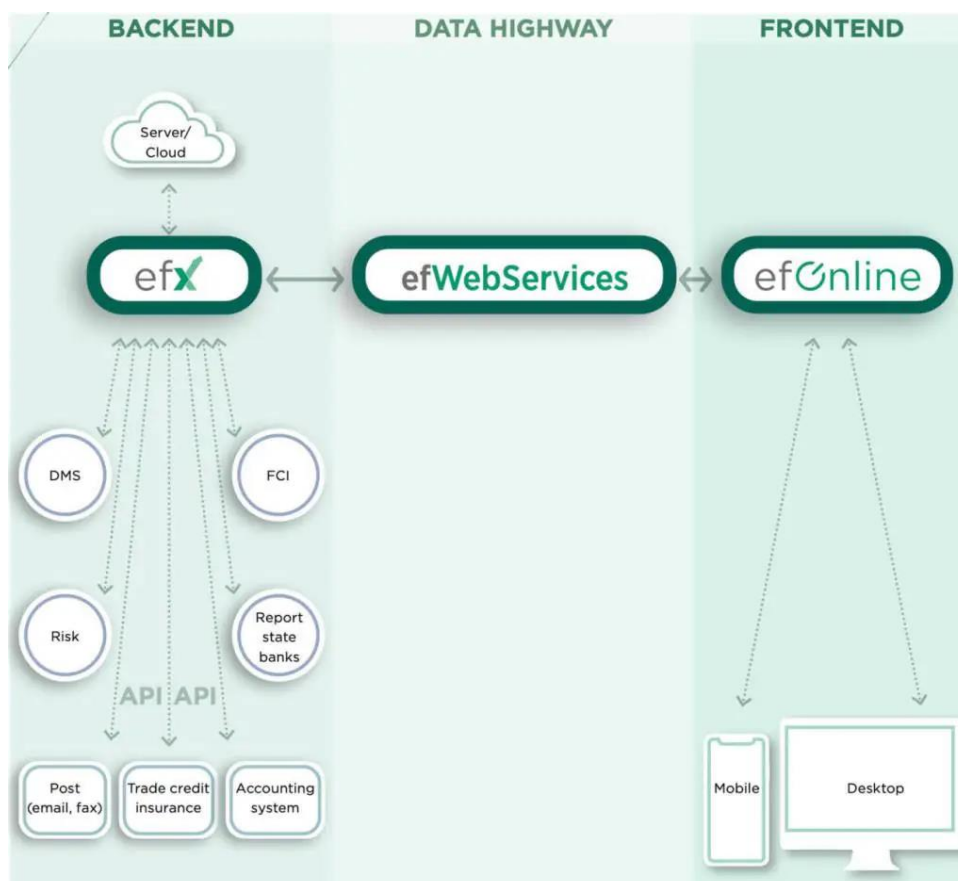 BACKEND
DATA HIGHWAY
FRONTEND
Server/
Cloud
efx
efWebServices
efOnline
DMS
FCI
Risk
Report
state
banks
API API
Post
(email, fax)
Trade credit
insurance
Accounting
system
Mobile
Desktop